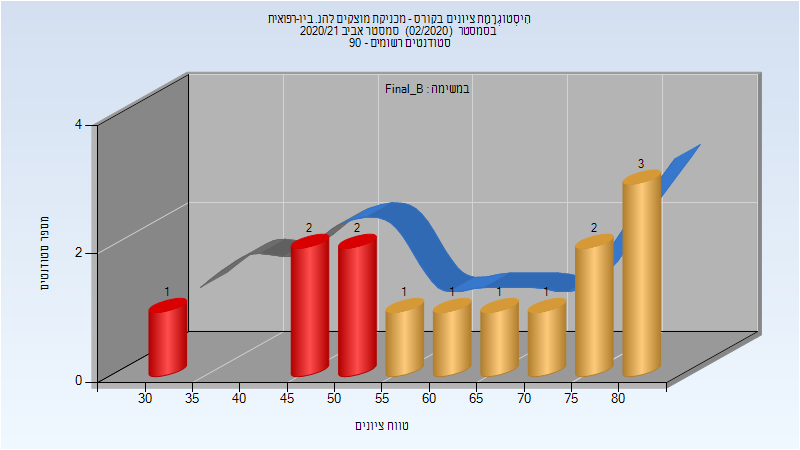 היסטוגרמת ציונים בקורס - מכניקת מוצקים להנ. ביו-רפואית
בסמסטר (02/2020) סמסטר אביב 2020/21
סטודנטים רשומים - 90
במשימה : Final_B
מספר סטודנטים
4
2
0
1
2
2
1
1
1
1
2
3
30 35 40 45 50 55 60 65 70 75 80
טווח ציונים